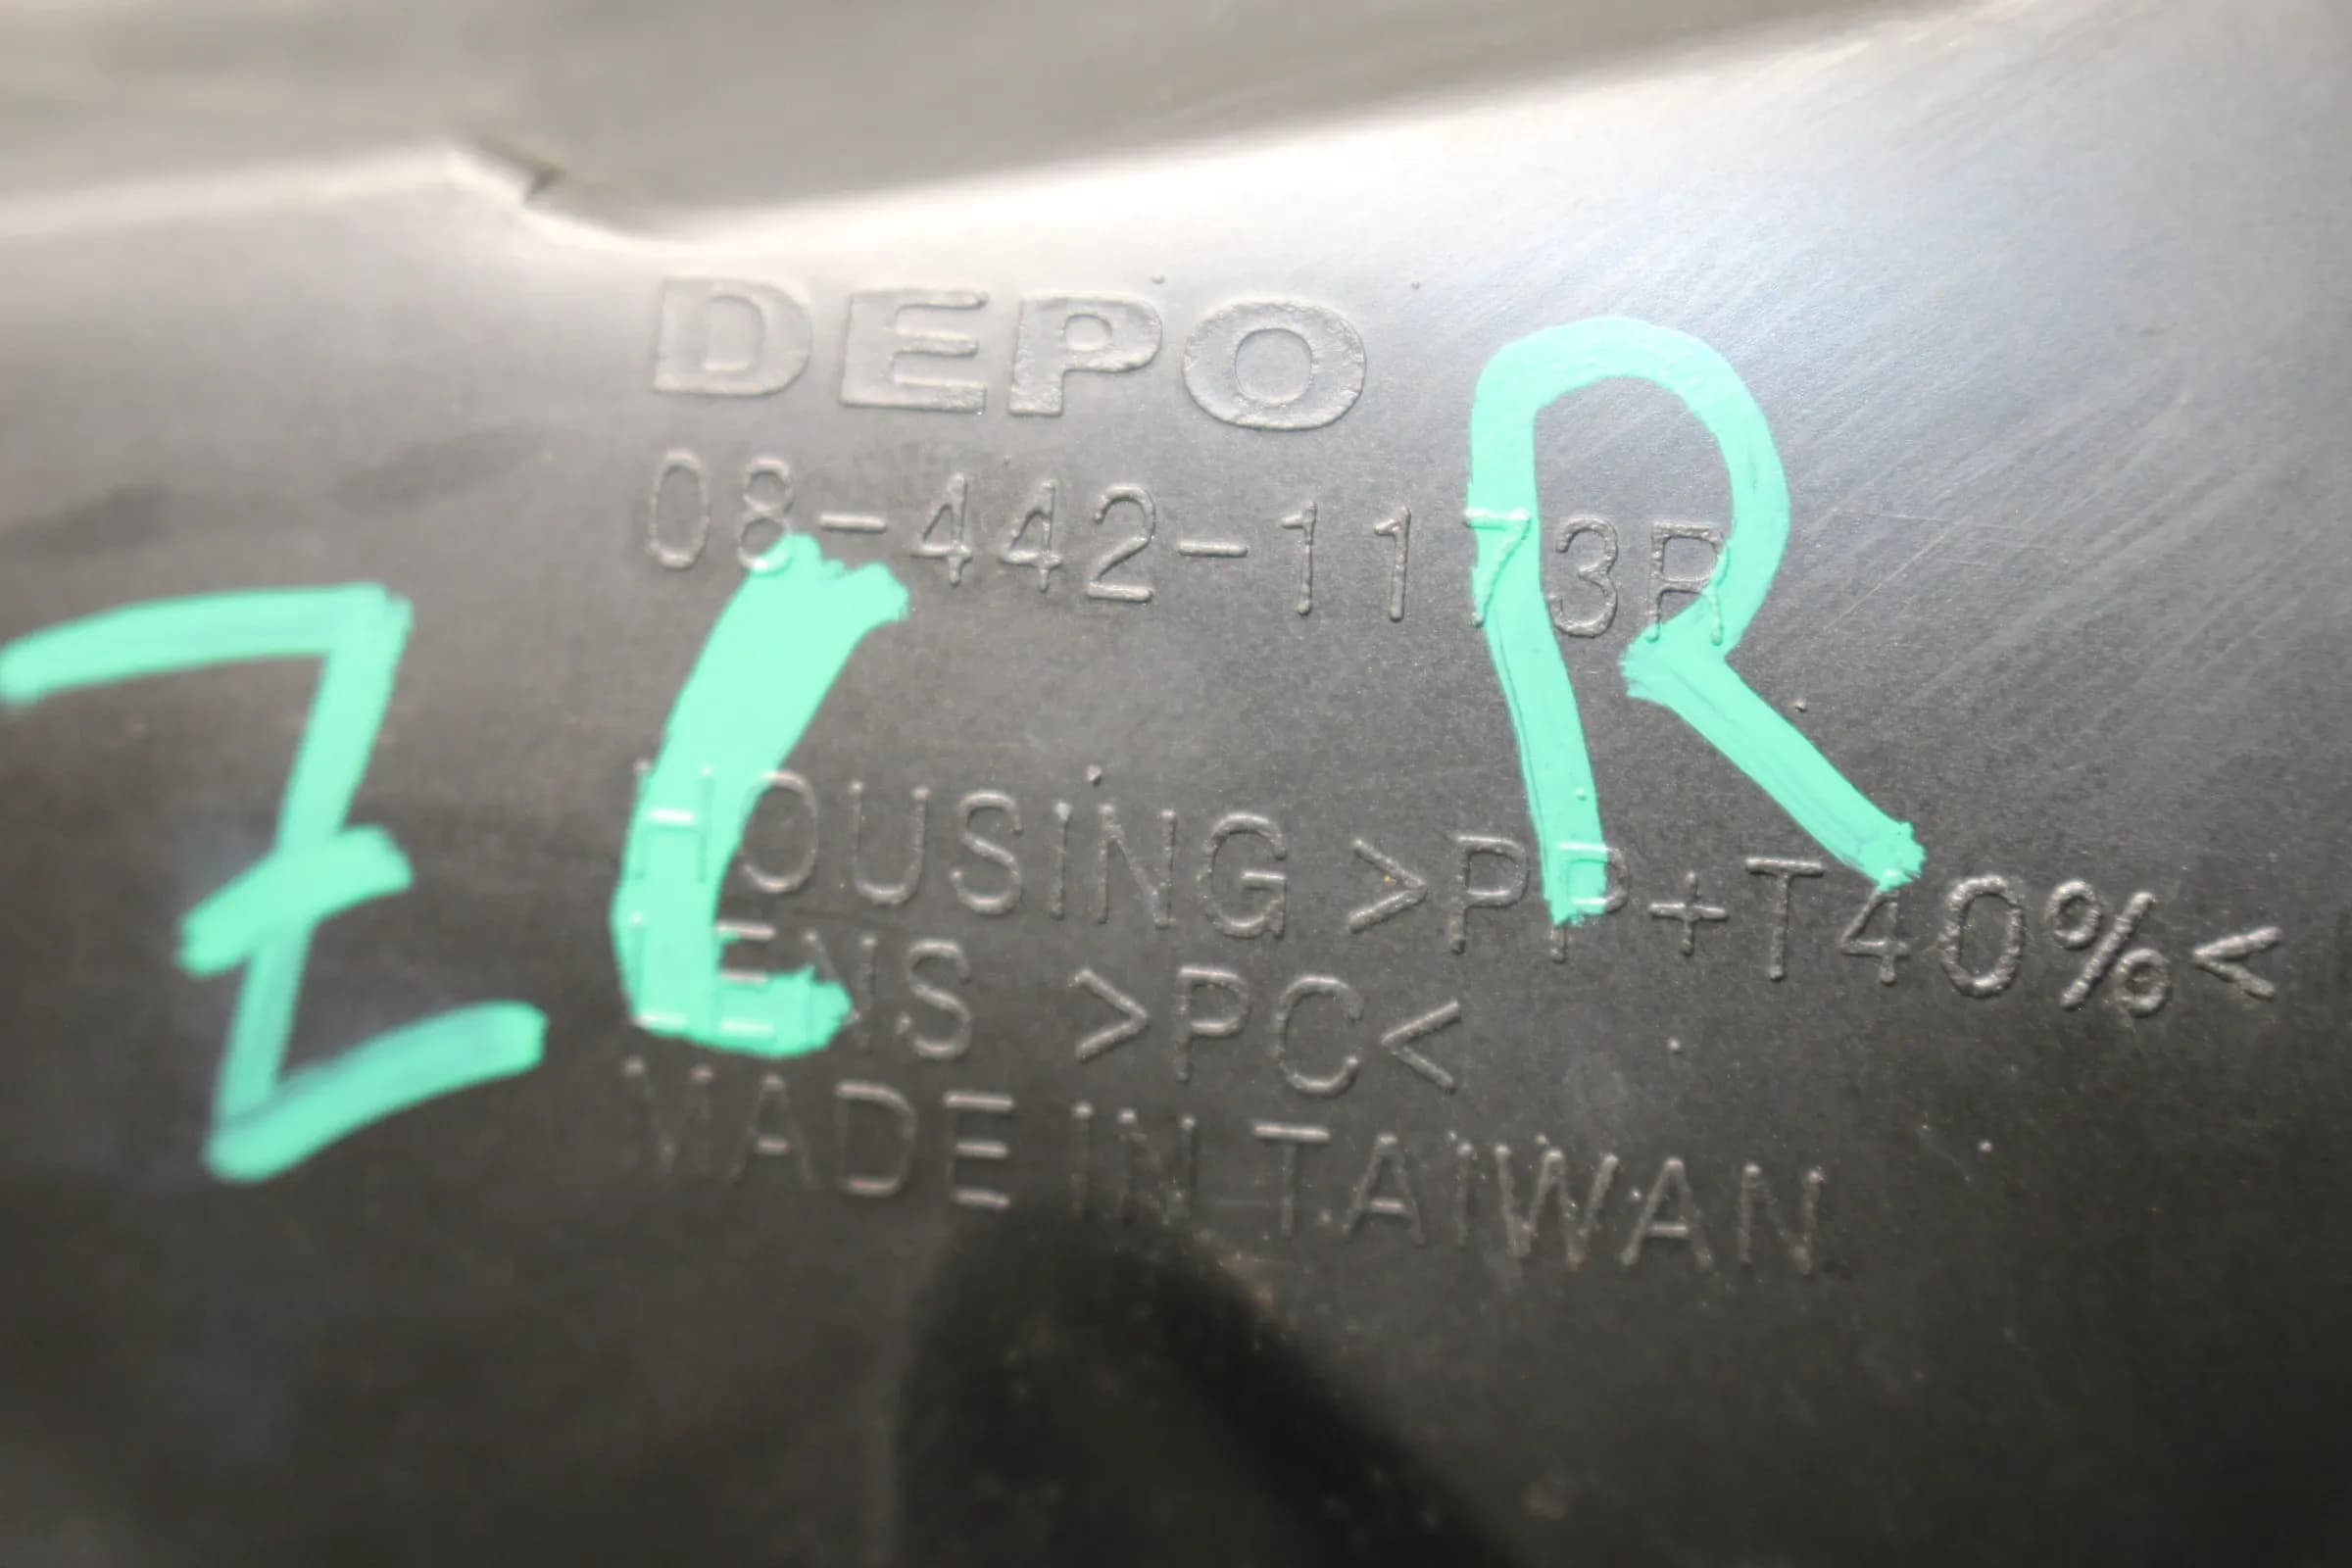 DEPO
08-442-1173R
HOUSING >PP+T40%<
LENS >PC<
MADE IN TAIWAN
ZL R